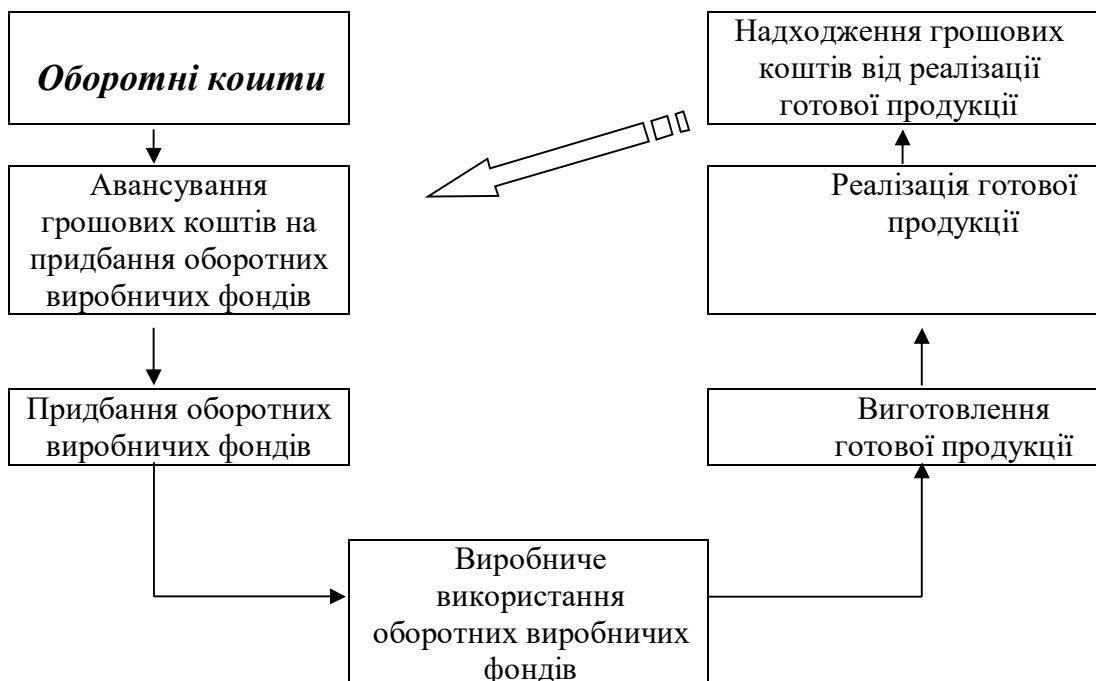 Оборотні кошти
Авансування
грошових коштів на
придбання оборотних
виробничих фондів
Придбання оборотних
виробничих фондів
Виробниче
використання
оборотних виробничих
фондів
Виготовлення
готової продукції
Реалізація готової
продукції
Надходження грошових
коштів від реалізації
готової продукції